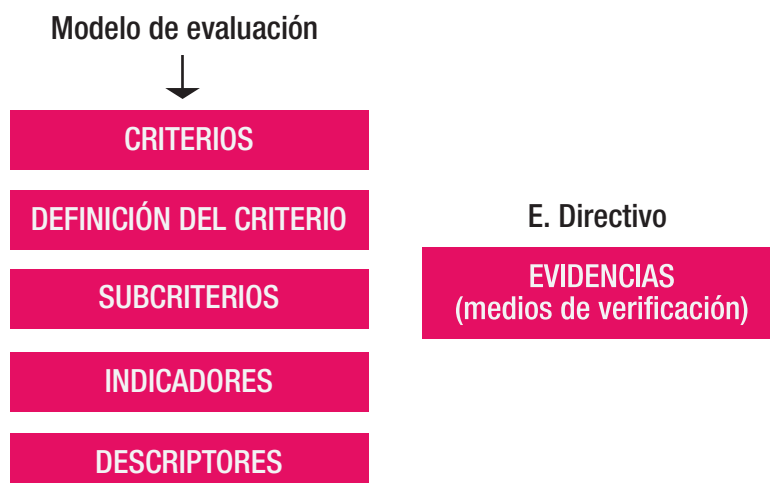 Modelo de evaluación
CRITERIOS
DEFINICIÓN DEL CRITERIO
SUBCRITERIOS
INDICADORES
DESCRIPTORES
E. Directivo
EVIDENCIAS
(medios de verificación)